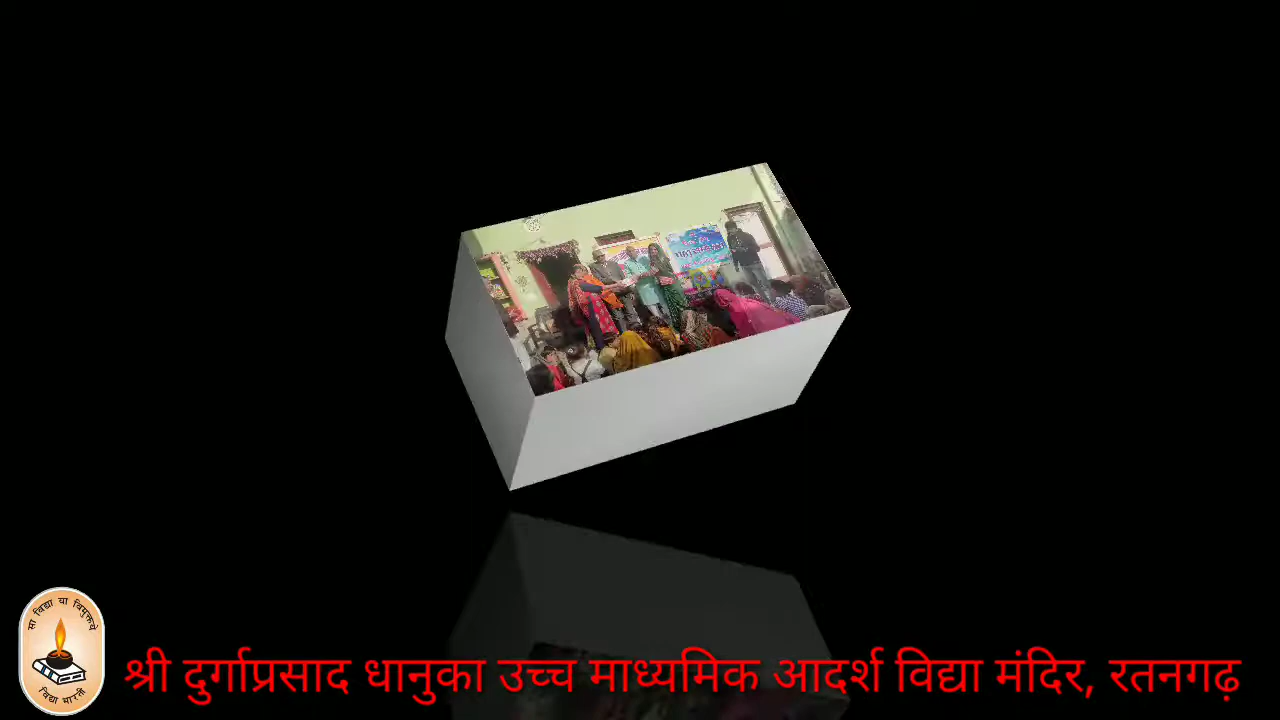 सा विद्या या विमुक्तये
विद्या भारती
श्री दुर्गाप्रसाद धानुका उच्च माध्यमिक आदर्श विद्या मंदिर, रतनगढ़